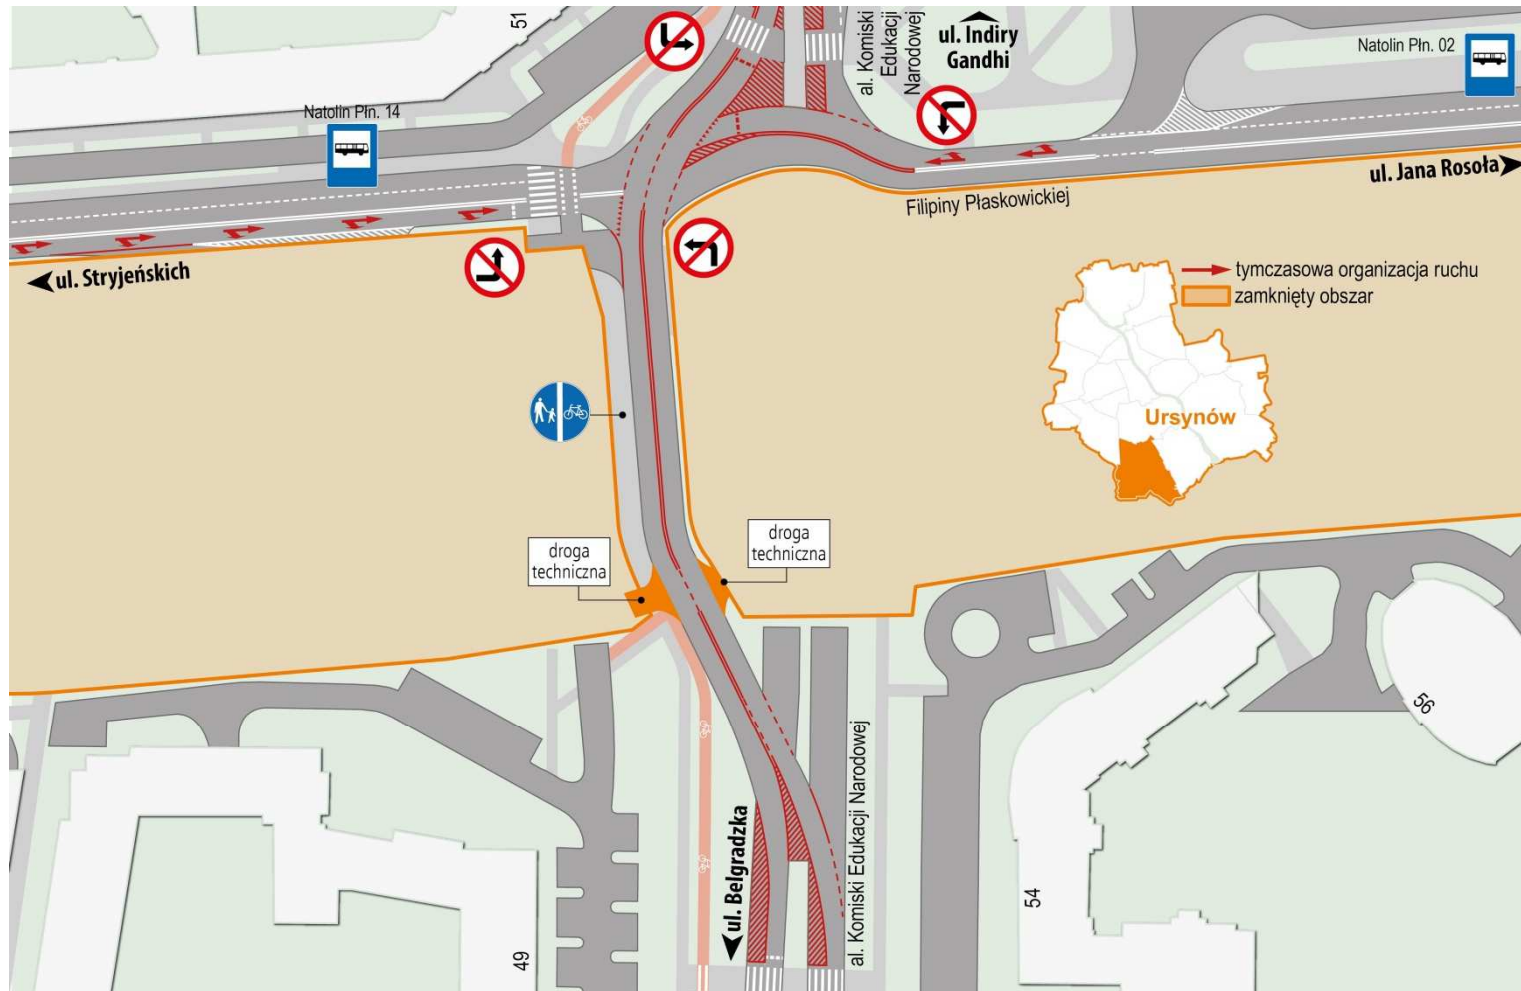 51
al. Komiski
Edukacji
Narodowej
ul. Indiry
Gandhi
Natolin Płn. 02
Natolin Płn. 14
ul. Jana Rosoła
Filipiny Płaskowickiej
ul. Stryjeńskich
tymczasowa organizacja ruchu
zamknięty obszar
Ursynów
droga
techniczna
droga
techniczna
ul. Belgradzka
al. Komiski Edukacji Narodowej
49
54
56